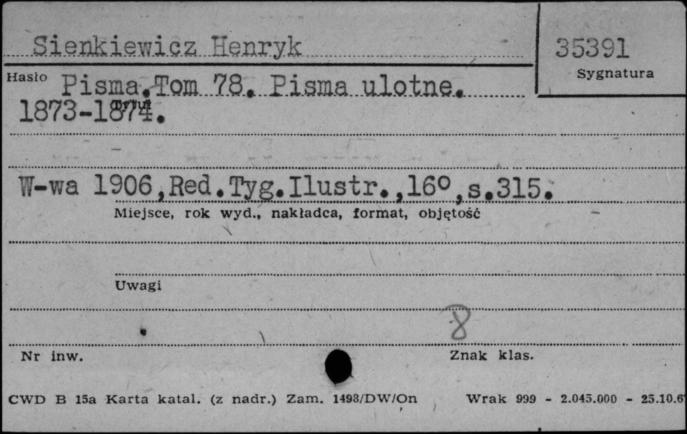 Sienkiewicz Henryk
35391
Sygnatura
Hasło Pisma.Tom 78. Pisma ulotne.
1873-1874.
W-wa 1906,Red.Tyg.Ilustr.,16º,s.315.
Miejsce, rok wyd., nakładca, format, objętość
Uwagi
8
Nr inw.
Znak klas.
CWD B 15a Karta katal. (z nadr.) Zam. 1498/DW/On Wrak 999 - 2.045.000 - 25.10.6